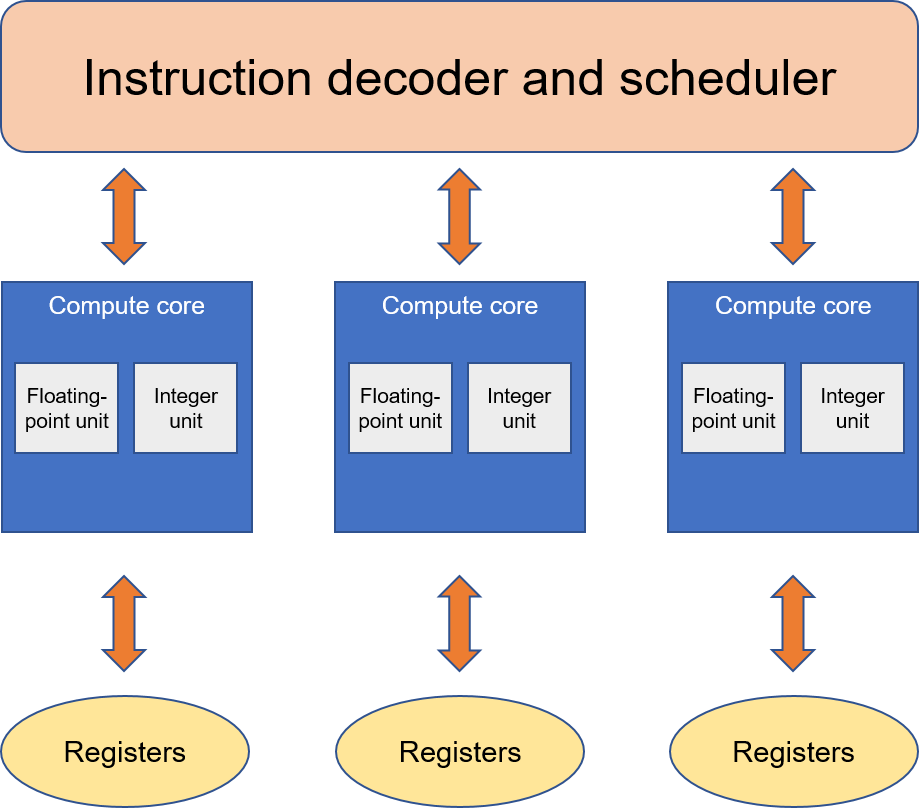 Instruction decoder and scheduler
Compute core
Floating-
point unit
Integer
unit
Compute core
Floating-
point unit
Integer
unit
Compute core
Floating-
point unit
Integer
unit
Registers
Registers
Registers